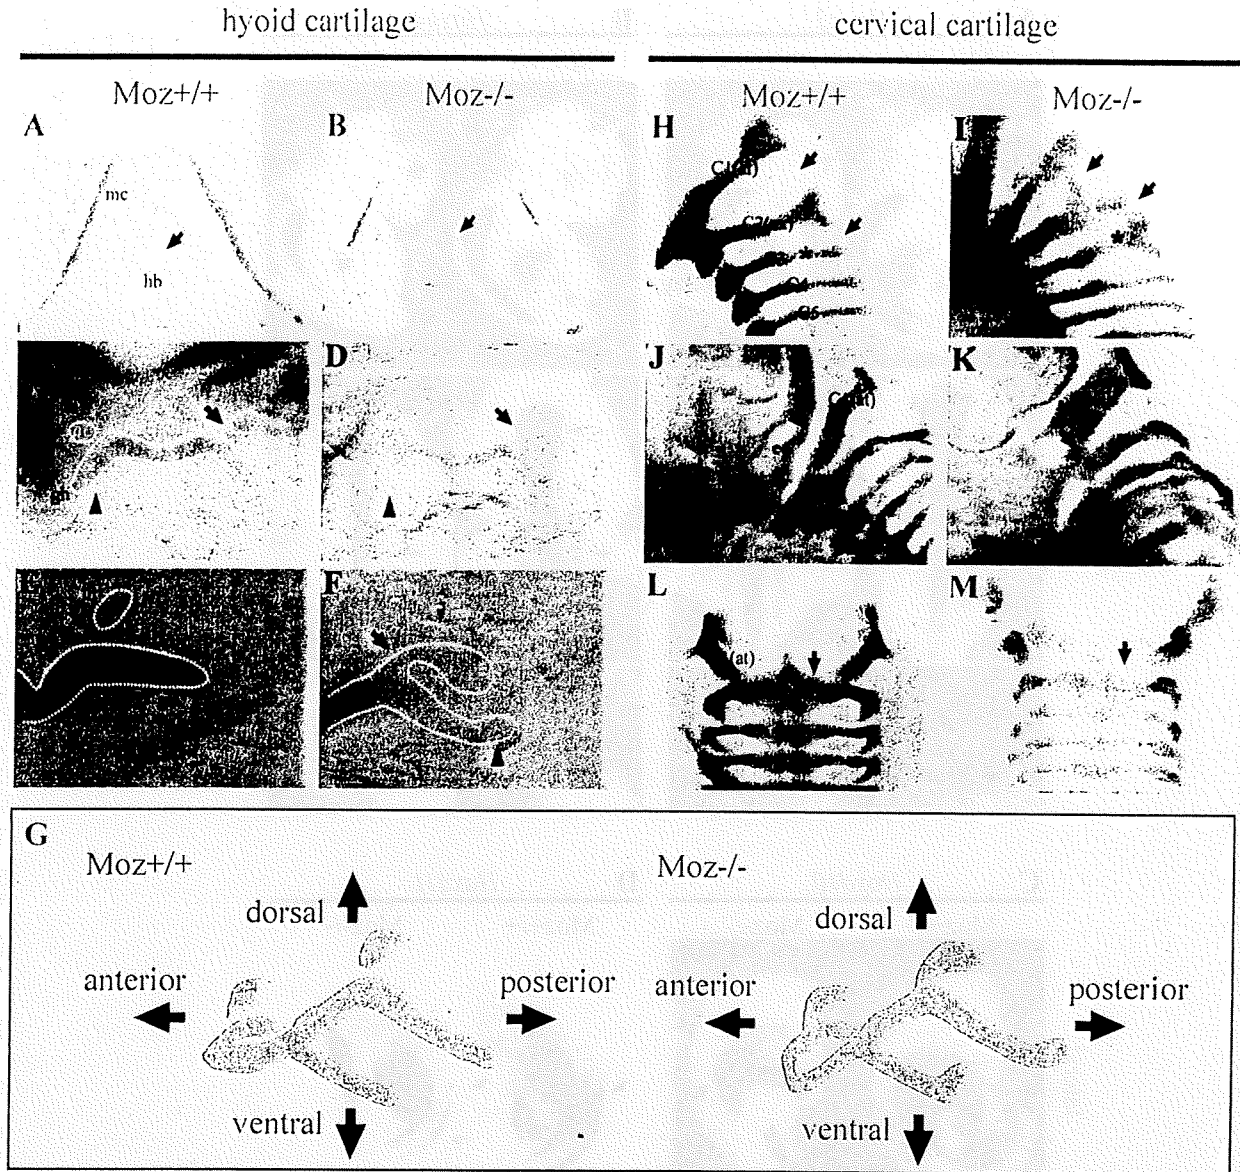 hyoid cartilage
cervical cartilage
Moz+/+
Moz-/-
Moz+/+
Moz-/-
A
B
H
I
mc
hb
D
J
K
F
L
M
(at)
G
Moz+/+
Moz-/-
dorsal
dorsal
anterior
posterior
anterior
posterior
ventral
ventral